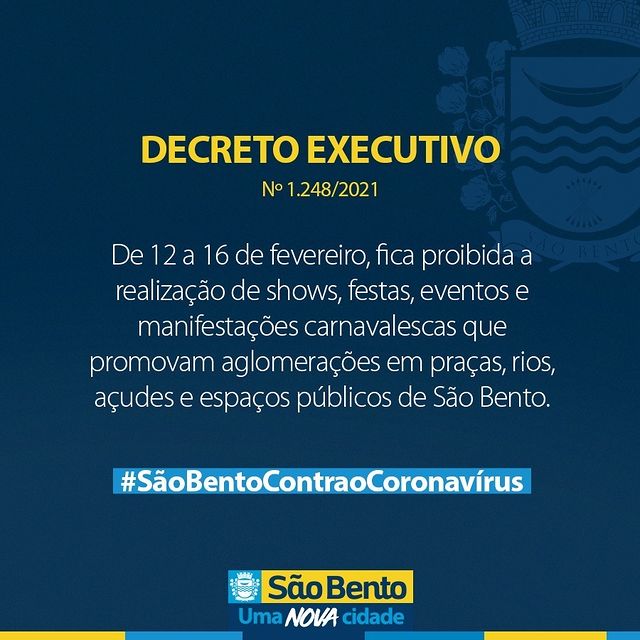 DECRETO EXECUTIVO
Nº 1.248/2021
De 12 a 16 de fevereiro, fica proibida a
realização de shows, festas, eventos e
manifestações carnavalescas que
promovam aglomerações em praças, rios,
açudes e espaços públicos de São Bento.
#SãoBentoContraoCoronavírus
SÃO BENTO
São Bento
Uma NOVA cidade